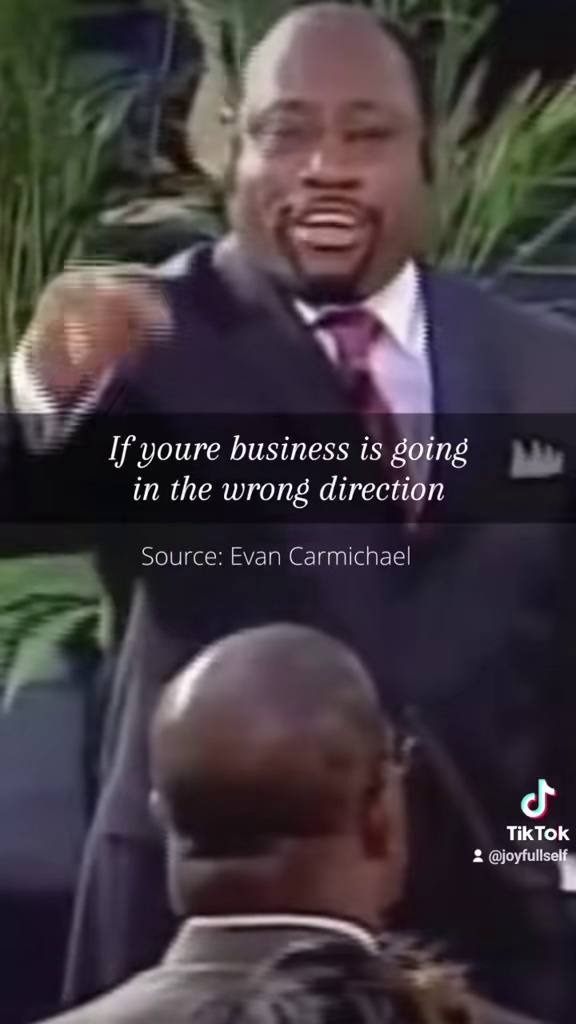 If youre business is going
in the wrong direction
Source: Evan Carmichael
TikTok
@joyfullself